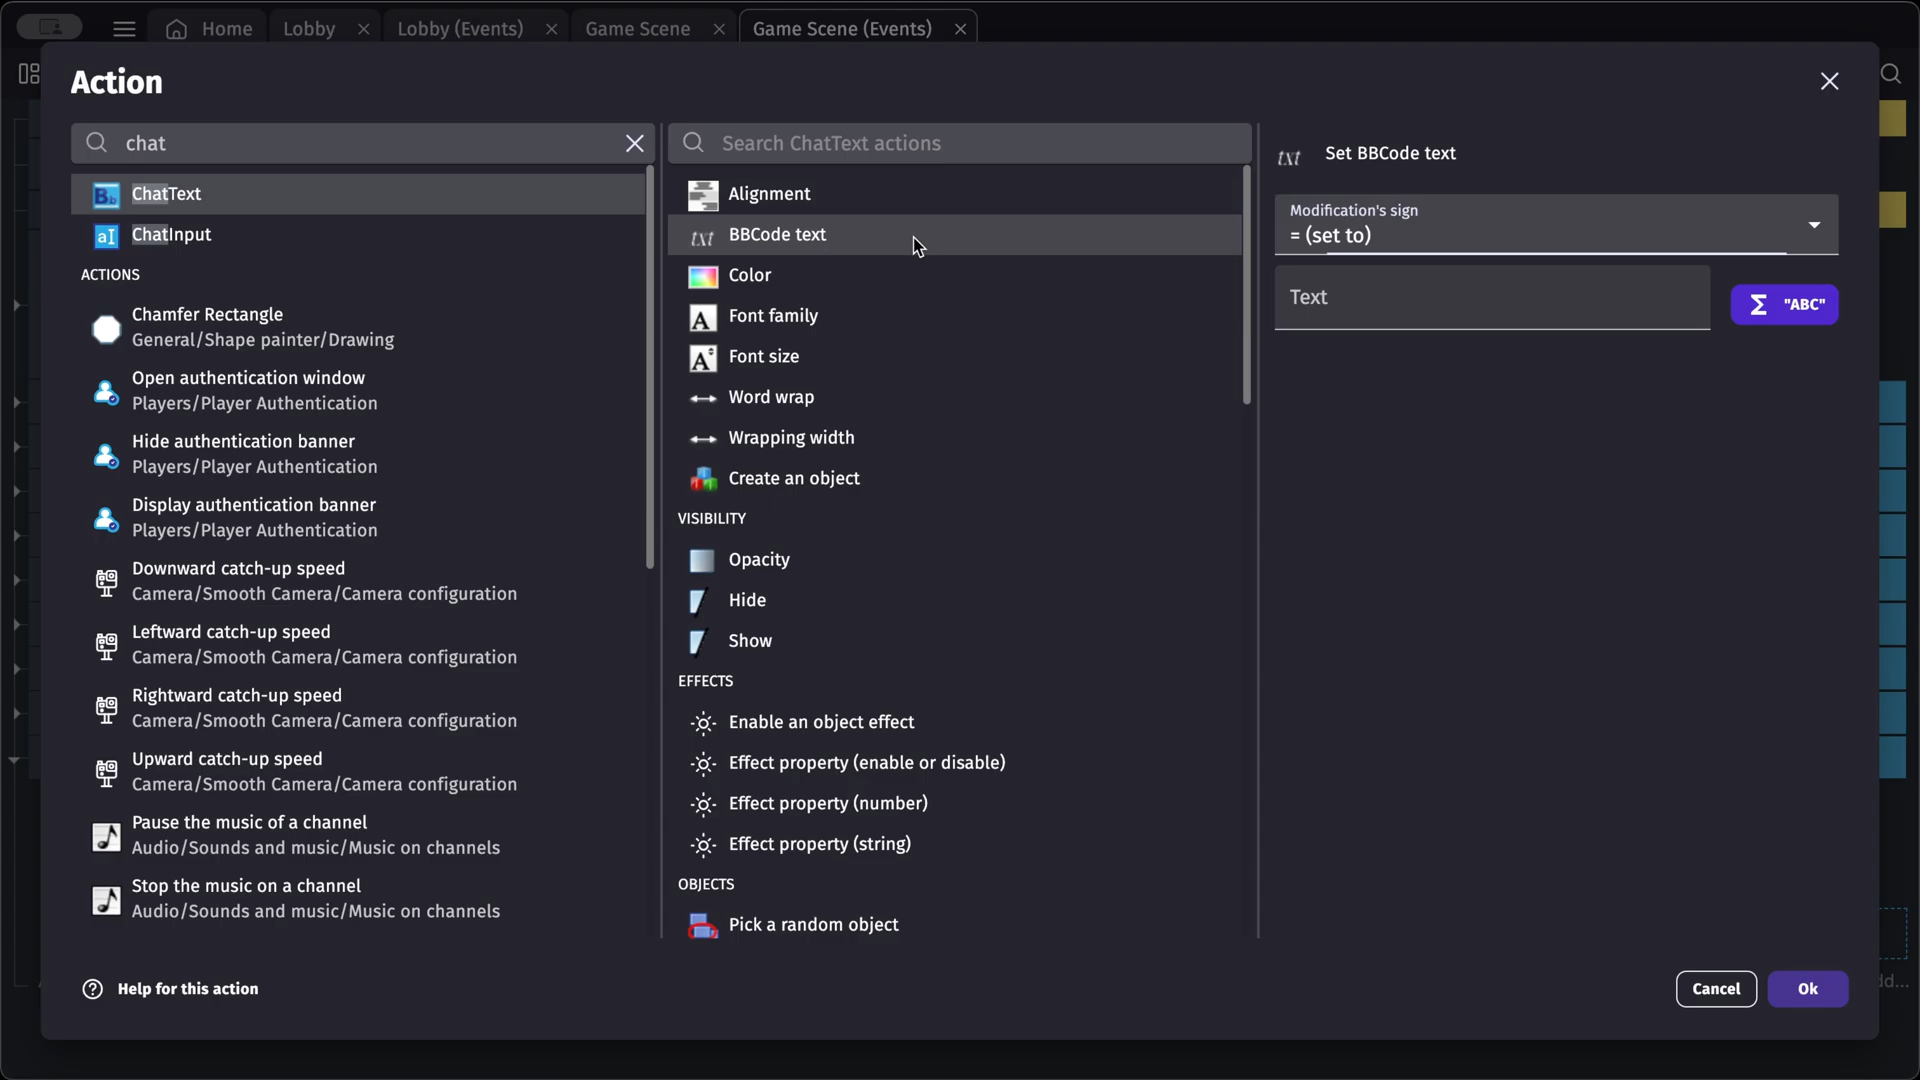 Home
Lobby
Lobby (Events)
Game Scene
Game Scene (Events)
Action
chat
ChatText
ChatInput
ACTIONS
Chamfer Rectangle
General/Shape painter/Drawing
Open authentication window
Players/Player Authentication
Hide authentication banner
Players/Player Authentication
Display authentication banner
Players/Player Authentication
Downward catch-up speed
Camera/Smooth Camera/Camera configuration
Leftward catch-up speed
Camera/Smooth Camera/Camera configuration
Rightward catch-up speed
Camera/Smooth Camera/Camera configuration
Upward catch-up speed
Camera/Smooth Camera/Camera configuration
Pause the music of a channel
Audio/Sounds and music/Music on channels
Stop the music on a channel
Audio/Sounds and music/Music on channels
Search ChatText actions
Alignment
txt BBCode text
Color
A Font family
A Font size
Word wrap
Wrapping width
Create an object
VISIBILITY
Opacity
Hide
Show
EFFECTS
Enable an object effect
Effect property (enable or disable)
Effect property (number)
Effect property (string)
OBJECTS
Pick a random object
txt Set BBCode text
Modification's sign
= (set to)
Text
Σ "ABC"
Help for this action
Cancel
Ok